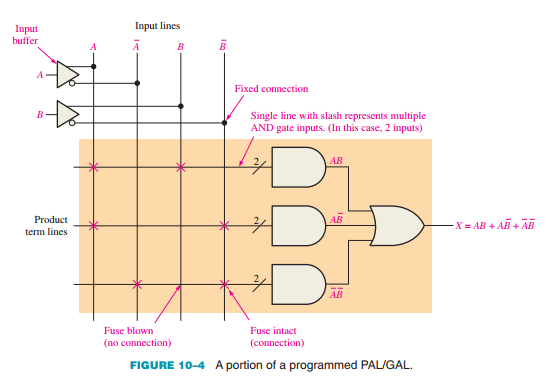 Input lines
Input
buffer
A
A̅
B
B̅
A
B
Fixed connection
Single line with slash represents multiple
AND gate inputs. (In this case, 2 inputs)
2
AB
Product
term lines
2
AB̅
X = AB + AB̅ + A̅B̅
2
A̅B̅
Fuse blown
(no connection)
Fuse intact
(connection)
FIGURE 10–4 A portion of a programmed PAL/GAL.